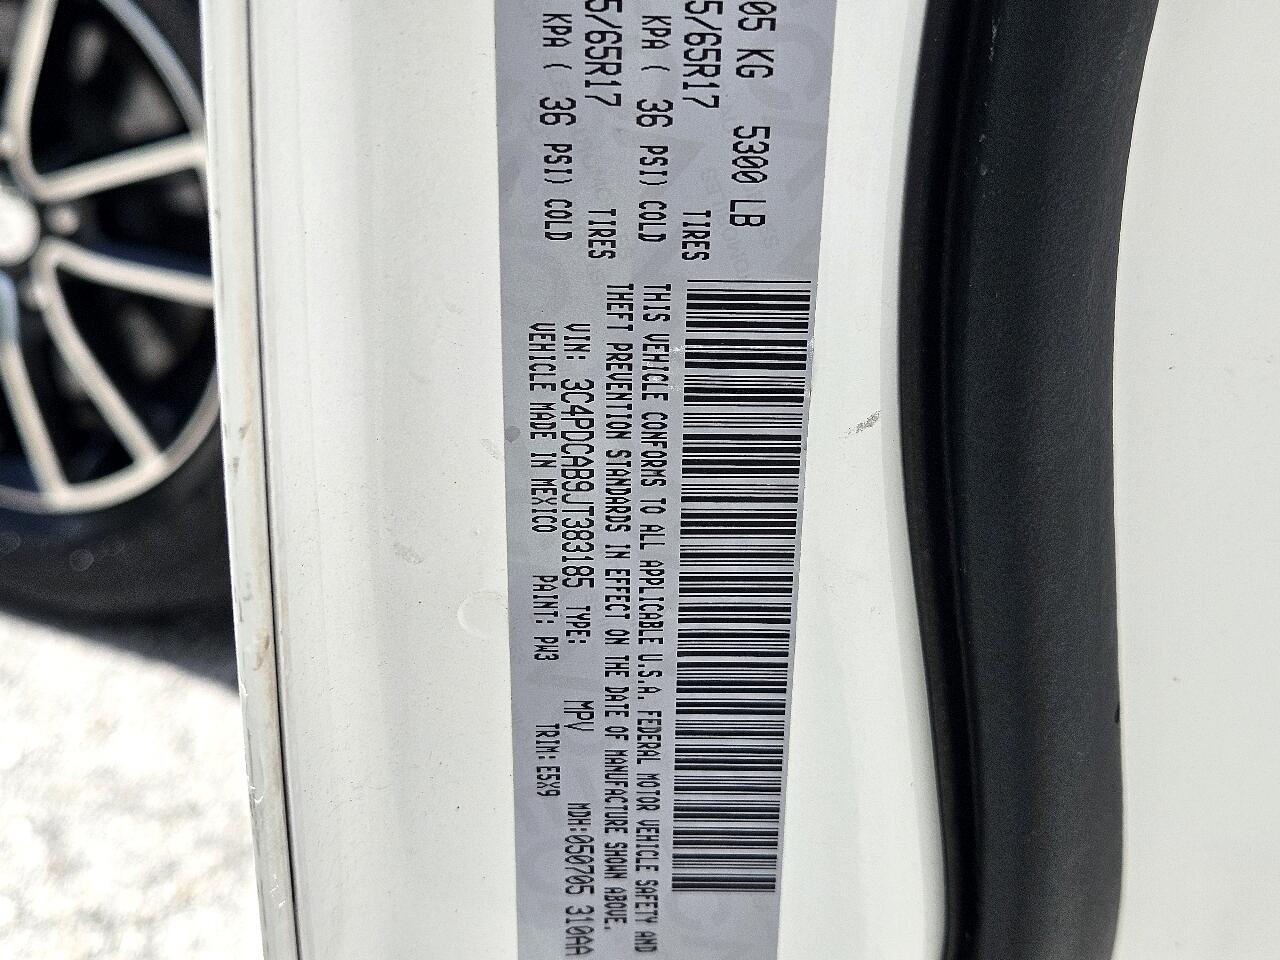 05 KG 5300 LB
5/65R17 TIRES
KPA ( 36 PSI) COLD
5/65R17 TIRES
KPA ( 36 PSI) COLD
THIS VEHICLE CONFORMS TO ALL APPLICABLE U.S.A. FEDERAL MOTOR VEHICLE SAFETY AND
THEFT PREVENTION STANDARDS IN EFFECT ON THE DATE OF MANUFACTURE SHOWN ABOVE.
VIN: 3C4PDCAB9JT383185 TYPE: MPV MDH:050705 310AA
VEHICLE MADE IN MEXICO PAINT: PW3 TRIM: E5X9